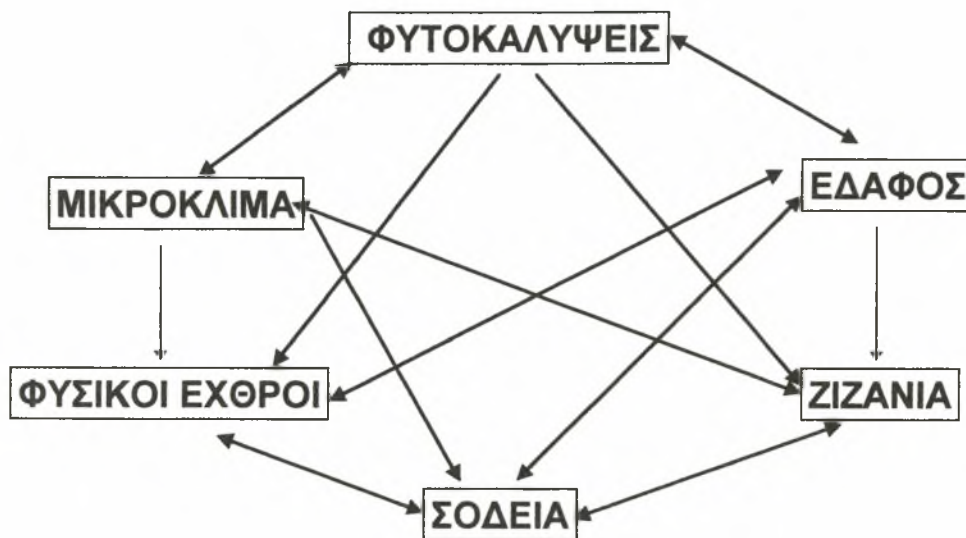 ΦΥΤΟΚΑΛΥΨΕΙΣ
ΜΙΚΡΟΚΛΙΜΑ
ΕΔΑΦΟΣ
ΦΥΣΙΚΟΙ ΕΧΘΡΟΙ
ΖΙΖΑΝΙΑ
ΣΟΔΕΙΑ